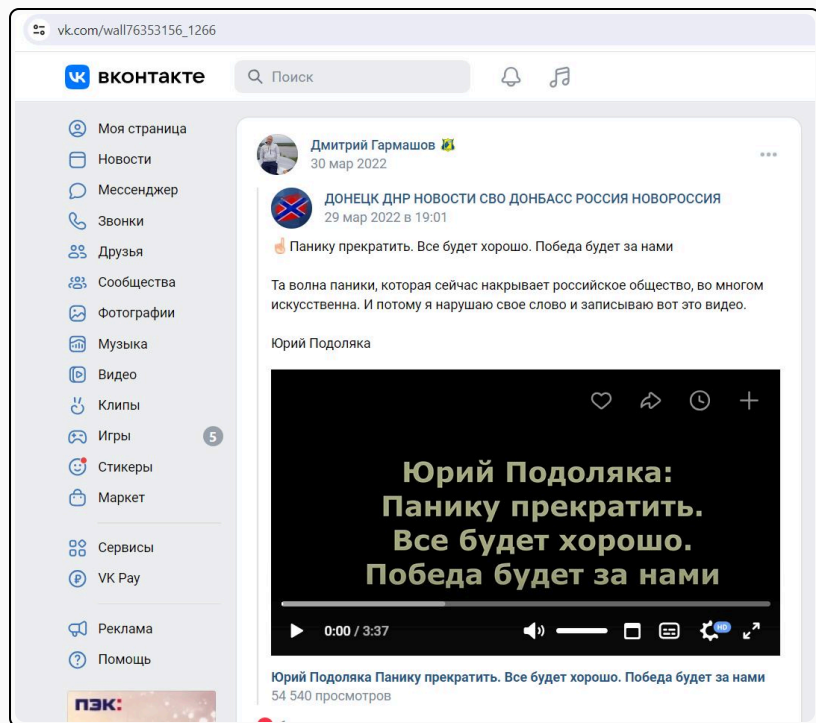 vk.com/wall76353156_1266
вконтакте
Поиск
Моя страница
Новости
Мессенджер
Звонки
Друзья
Сообщества
Фотографии
Музыка
Видео
Клипы
Игры
5
Стикеры
Маркет
Сервисы
VK Pay
Реклама
Помощь
пэк:
Дмитрий Гармашов
30 мар 2022
ДОНЕЦК ДНР НОВОСТИ СВО ДОНБАСС РОССИЯ НОВОРОССИЯ
29 мар 2022 в 19:01
☝Панику прекратить. Все будет хорошо. Победа будет за нами
Та волна паники, которая сейчас накрывает российское общество, во многом
искусственна. И потому я нарушаю свое слово и записываю вот это видео.
Юрий Подоляка
Юрий Подоляка:
Панику прекратить.
Все будет хорошо.
Победа будет за нами
0:00 / 3:37
HD
Юрий Подоляка Панику прекратить. Все будет хорошо. Победа будет за нами
54 540 просмотров